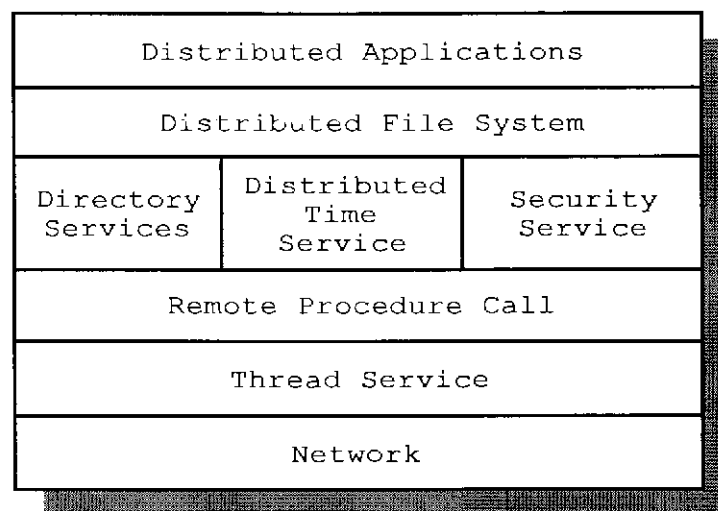 Distributed Applications
Distributed File System
Directory
Services
Distributed
Time
Service
Security
Service
Remote Procedure Call
Thread Service
Network